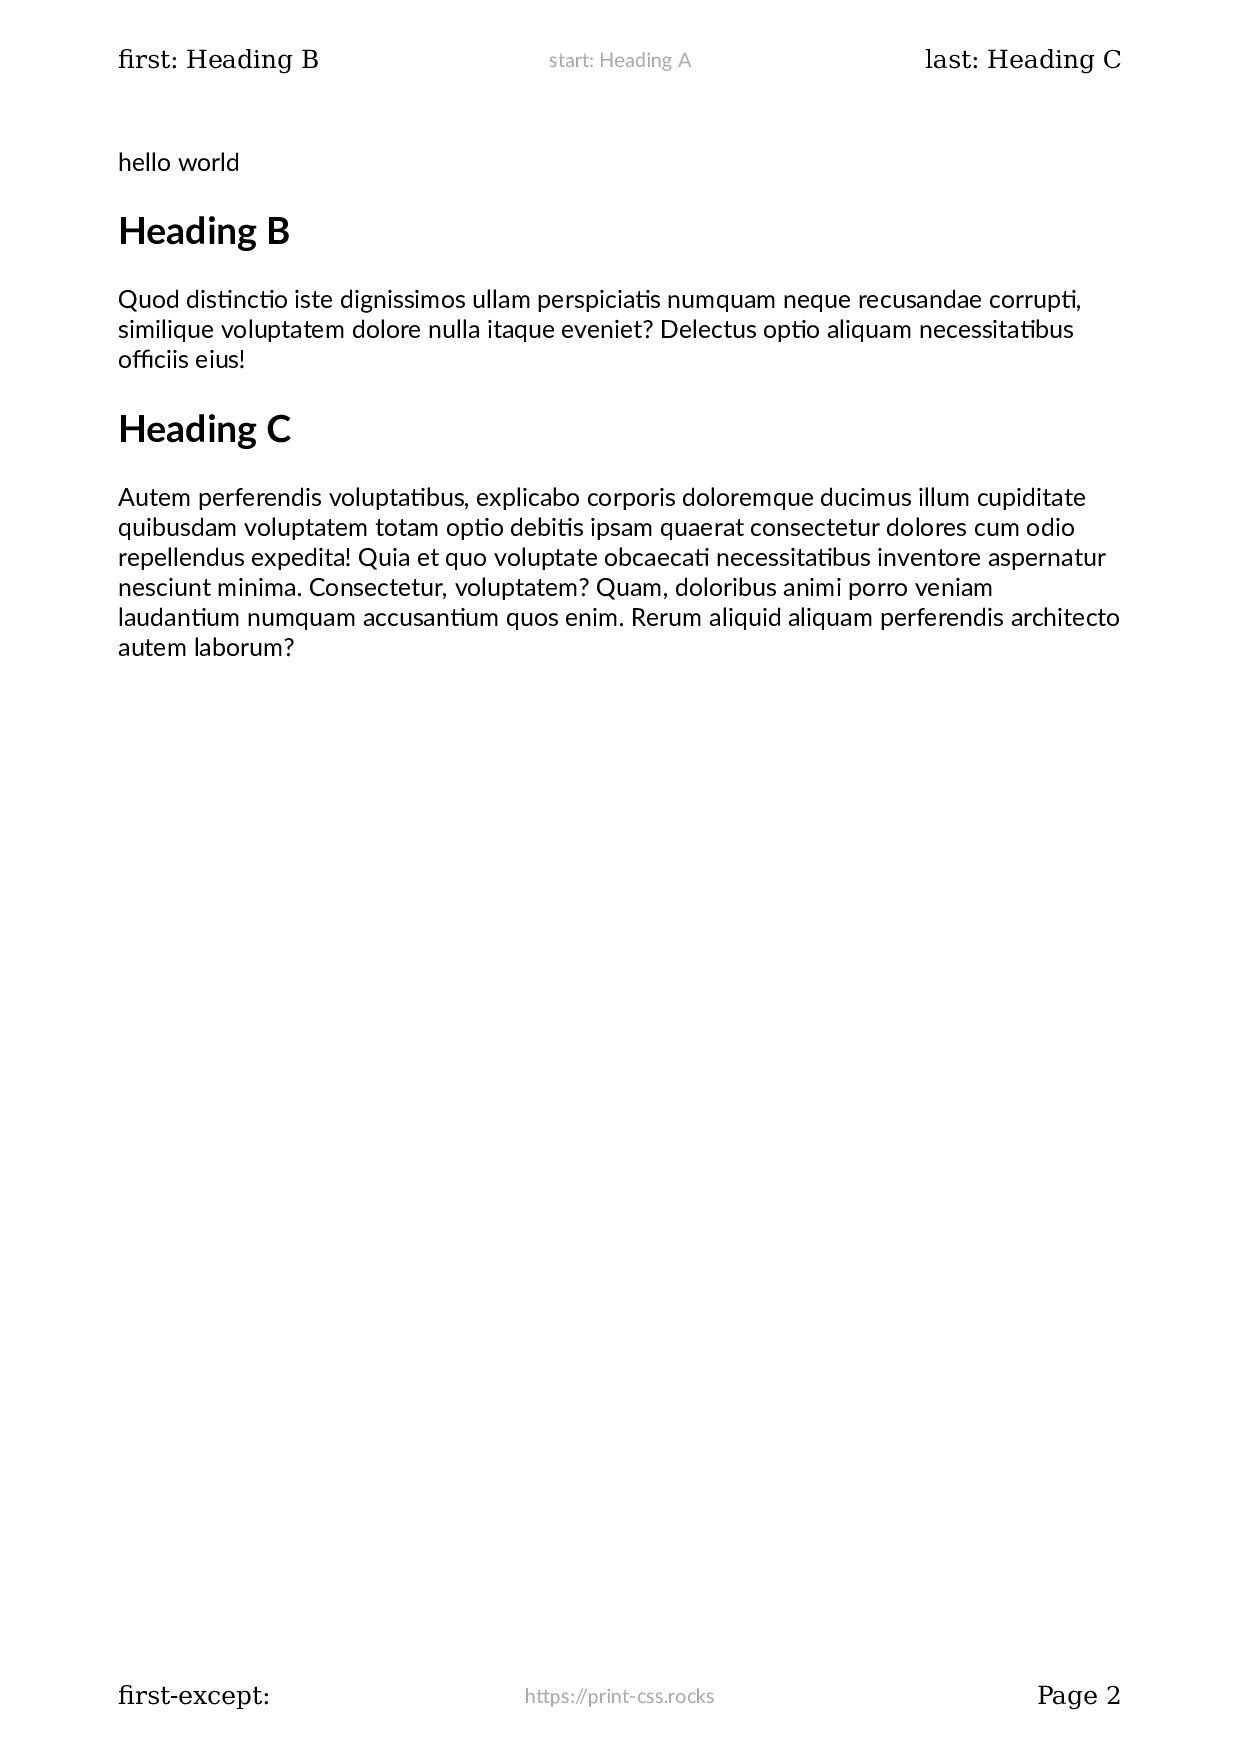 first: Heading B
start: Heading A
last: Heading C
hello world
Heading B
Quod distinctio iste dignissimos ullam perspiciatis numquam neque recusandae corrupti,
similique voluptatem dolore nulla itaque eveniet? Delectus optio aliquam necessitatibus
officiis eius!
Heading C
Autem perferendis voluptatibus, explicabo corporis doloremque ducimus illum cupiditate
quibusdam voluptatem totam optio debitis ipsam quaerat consectetur dolores cum odio
repellendus expedita! Quia et quo voluptate obcaecati necessitatibus inventore aspernatur
nesciunt minima. Consectetur, voluptatem? Quam, doloribus animi porro veniam
laudantium numquam accusantium quos enim. Rerum aliquid aliquam perferendis architecto
autem laborum?
first-except:
https://print-css.rocks
Page 2